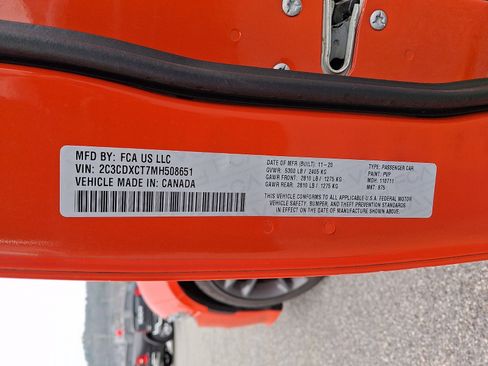 MFD BY: FCA US LLC
VIN: 2C3CDXCT7MH508651
VEHICLE MADE IN: CANADA
DATE OF MFR (BUILT): 11-20
GVWR: 5300 LB / 2405 KG
GAWR FRONT: 2810 LB / 1275 KG
GAWR REAR: 2810 LB / 1275 KG
TYPE: PASSENGER CAR
PAINT: PVP
MDH: 110711
MKT: 975
THIS VEHICLE CONFORMS TO ALL APPLICABLE U.S.A. FEDERAL MOTOR
VEHICLE SAFETY, BUMPER, AND THEFT PREVENTION STANDARDS
IN EFFECT ON THE DATE OF MANUFACTURE SHOWN ABOVE.